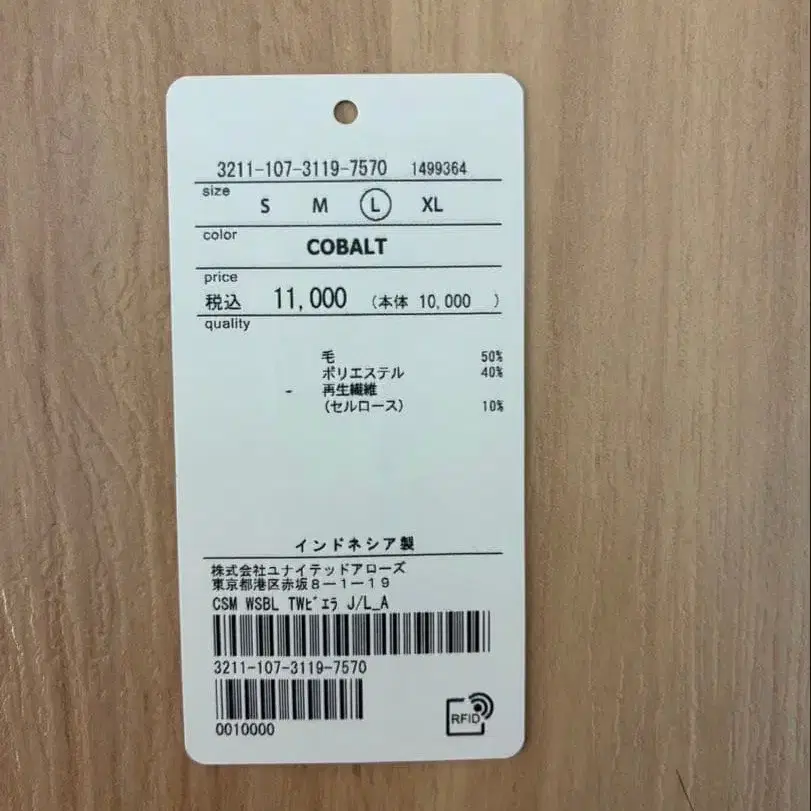 3211-107-3119-7570 1499364
size
S M L XL
color
COBALT
price
税込 11,000 (本体 10,000 )
quality
毛 50%
ポリエステル 40%
- 再生繊維
(セルロース) 10%
インドネシア製
株式会社ユナイテッドアローズ
東京都港区赤坂8-1-19
CSM WSBL TWビエラ J/L_A
3211-107-3119-7570
0010000
RFID